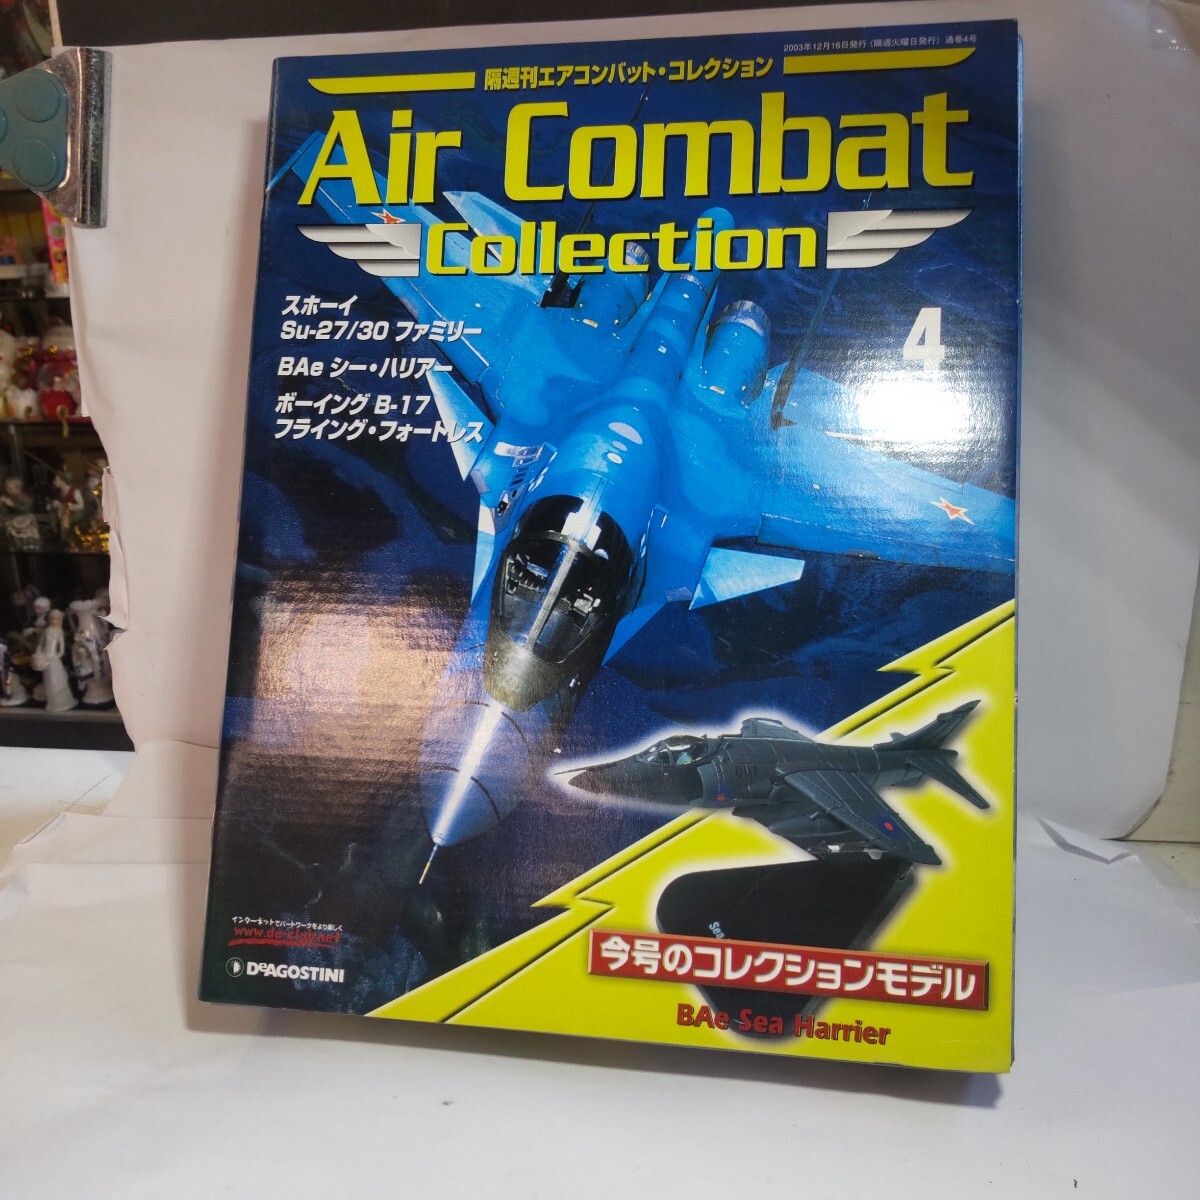 2003年12月16日発行（隔週火曜日発行）通巻4号
隔週刊エアコンバット・コレクション
Air Combat
Collection
4
スホーイ
Su-27/30 ファミリー
BAe シー・ハリアー
ボーイング B-17
フライング・フォートレス
001
Sea
今号のコレクションモデル
BAe Sea Harrier
インターネットでパートワークをより楽しく
www.de-club.net
DeAGOSTINI